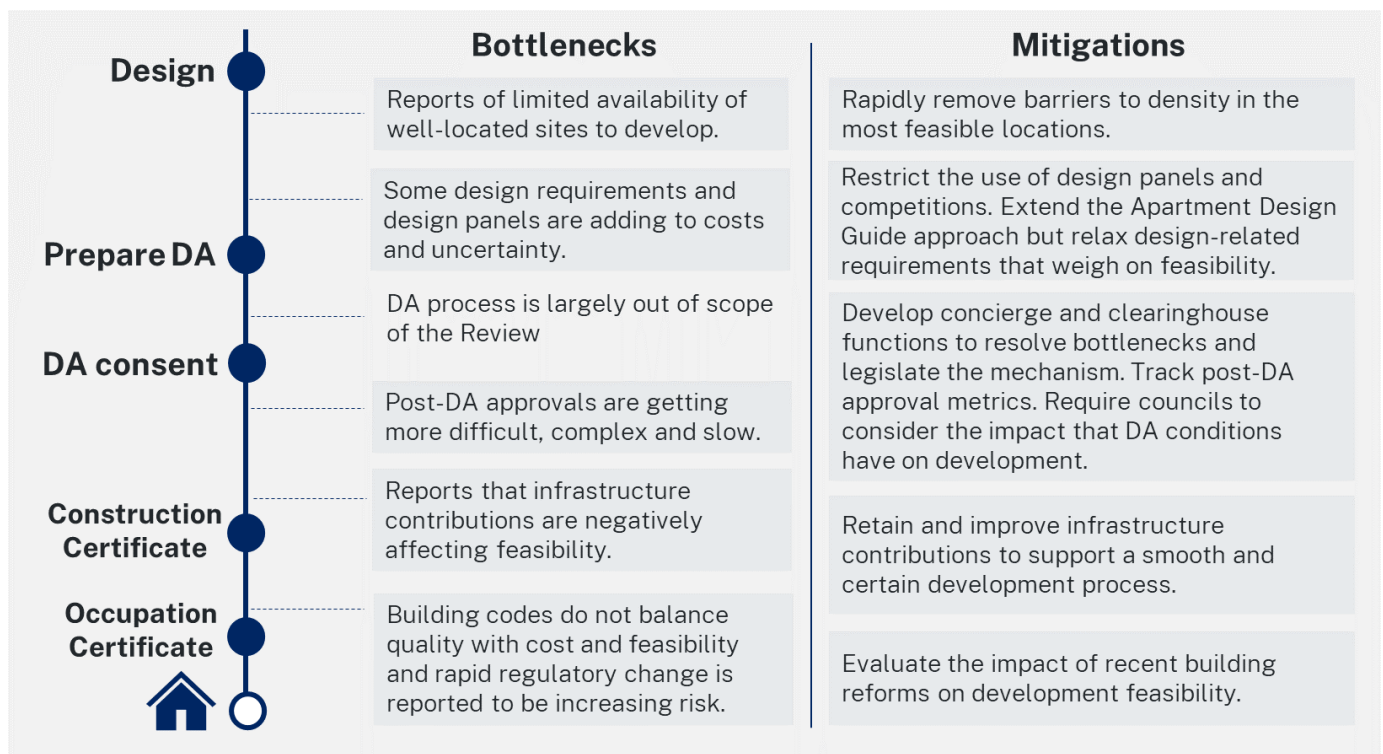 Bottlenecks
Mitigations
Design
Reports of limited availability of
well-located sites to develop.
Rapidly remove barriers to density in the
most feasible locations.
Some design requirements and
design panels are adding to costs
and uncertainty.
Restrict the use of design panels and
competitions. Extend the Apartment Design
Guide approach but relax design-related
requirements that weigh on feasibility.
Prepare DA
DA process is largely out of scope
of the Review
DA consent
Post-DA approvals are getting
more difficult, complex and slow.
Develop concierge and clearinghouse
functions to resolve bottlenecks and
legislate the mechanism. Track post-DA
approval metrics. Require councils to
consider the impact that DA conditions
have on development.
Reports that infrastructure
contributions are negatively
affecting feasibility.
Retain and improve infrastructure
contributions to support a smooth and
certain development process.
Construction
Certificate
Occupation
Certificate
Building codes do not balance
quality with cost and feasibility
and rapid regulatory change is
reported to be increasing risk.
Evaluate the impact of recent building
reforms on development feasibility.